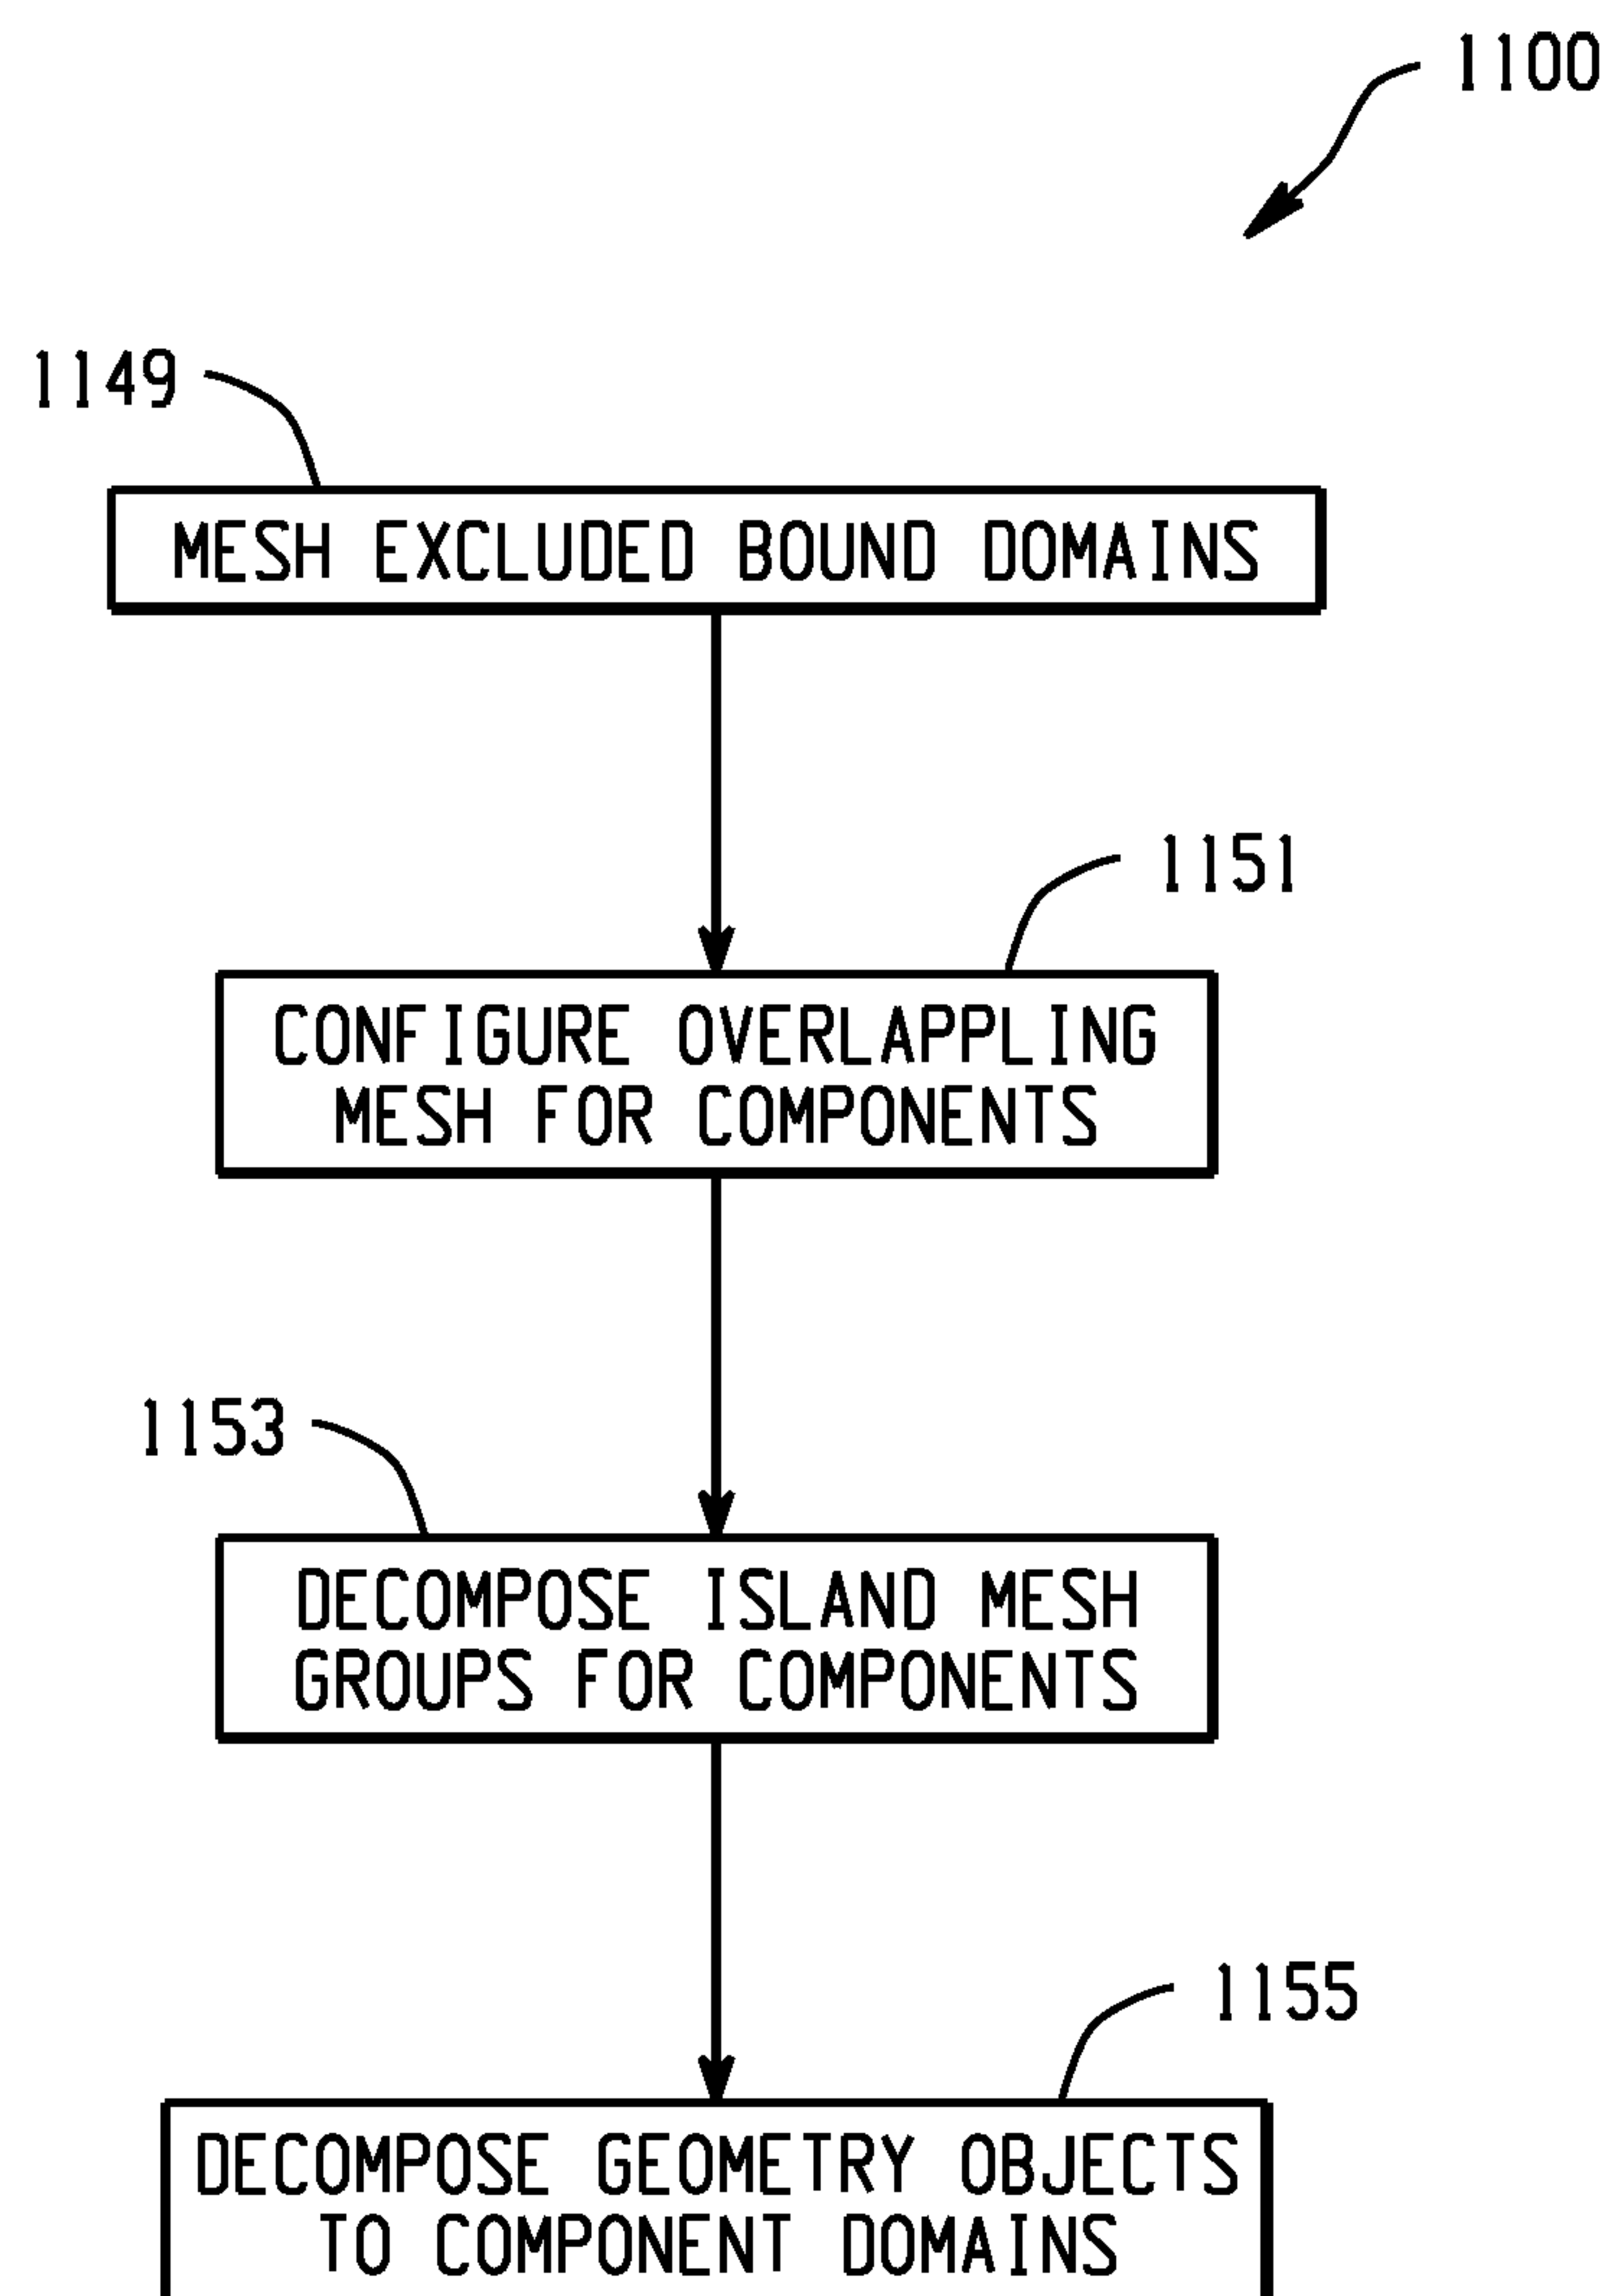 1100
1149
MESH EXCLUDED BOUND DOMAINS
1151
CONFIGURE OVERLAPPLING
MESH FOR COMPONENTS
1153
DECOMPOSE ISLAND MESH
GROUPS FOR COMPONENTS
1155
DECOMPOSE GEOMETRY OBJECTS
TO COMPONENT DOMAINS